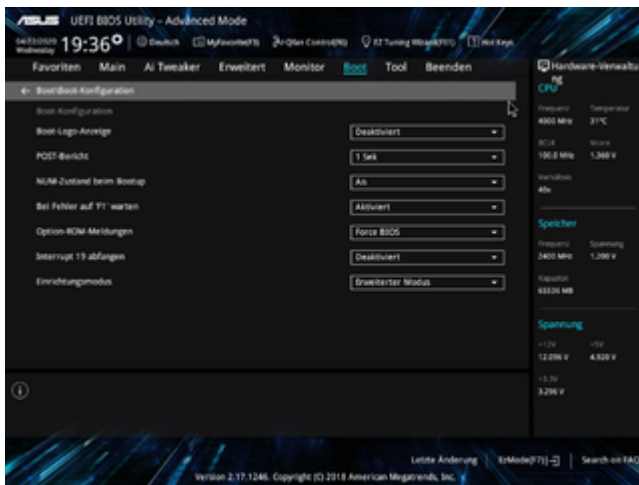 ASUS UEFI BIOS Utility – Advanced Mode
04/22/2020 Wednesday 19:36 Deutsch MyFavorite(F3) Qfan Control(F6) EZ Tuning Wizard(F11) Hot Keys
Favoriten Main Ai Tweaker Erweitert Monitor Boot Tool Beenden
Hardware-Verwaltung
Boot\Boot-Konfiguration
Boot-Konfiguration
Boot-Logo-Anzeige Deaktiviert
POST-Bericht 1 Sek
NUM-Zustand beim Bootup An
Bei Fehler auf 'F1' warten Aktiviert
Option-ROM-Meldungen Force BIOS
Interrupt 19 abfangen Deaktiviert
Einrichtungsmodus Erweiterter Modus
CPU
Frequenz Temperatur
4000 MHz 31°C
BCLK Vcore
100.0 MHz 1.360 V
Verhältnis
40x
Speicher
Frequenz Spannung
2400 MHz 1.200 V
Kapazität
65536 MB
Spannung
+12V +5V
12.096 V 4.920 V
+3.3V
3.296 V
Letzte Änderung EzMode(F7) Search on FAQ
Version 2.17.1246. Copyright (C) 2018 American Megatrends, Inc.